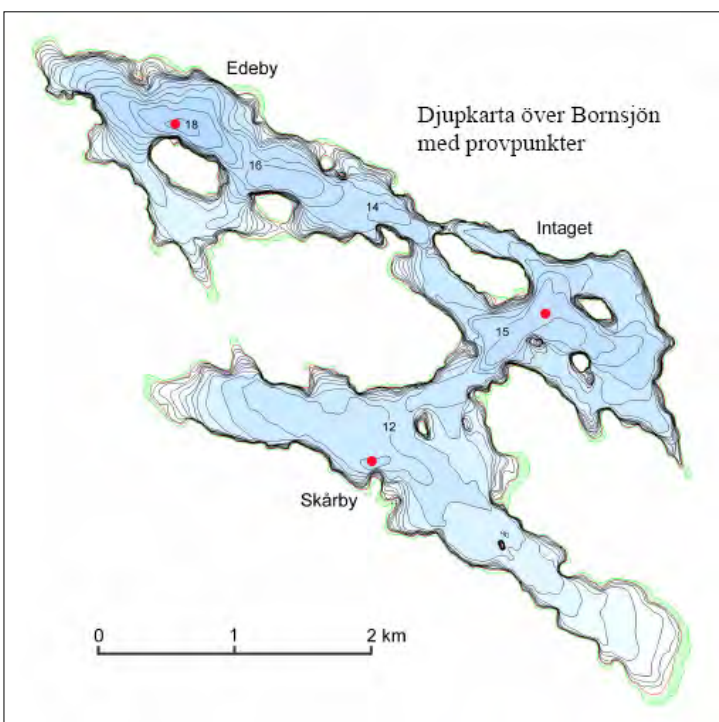 Edeby
Djupkarta över Bornsjön
med provpunkter
18
16
14
Intaget
15
12
Skårby
0 1 2 km